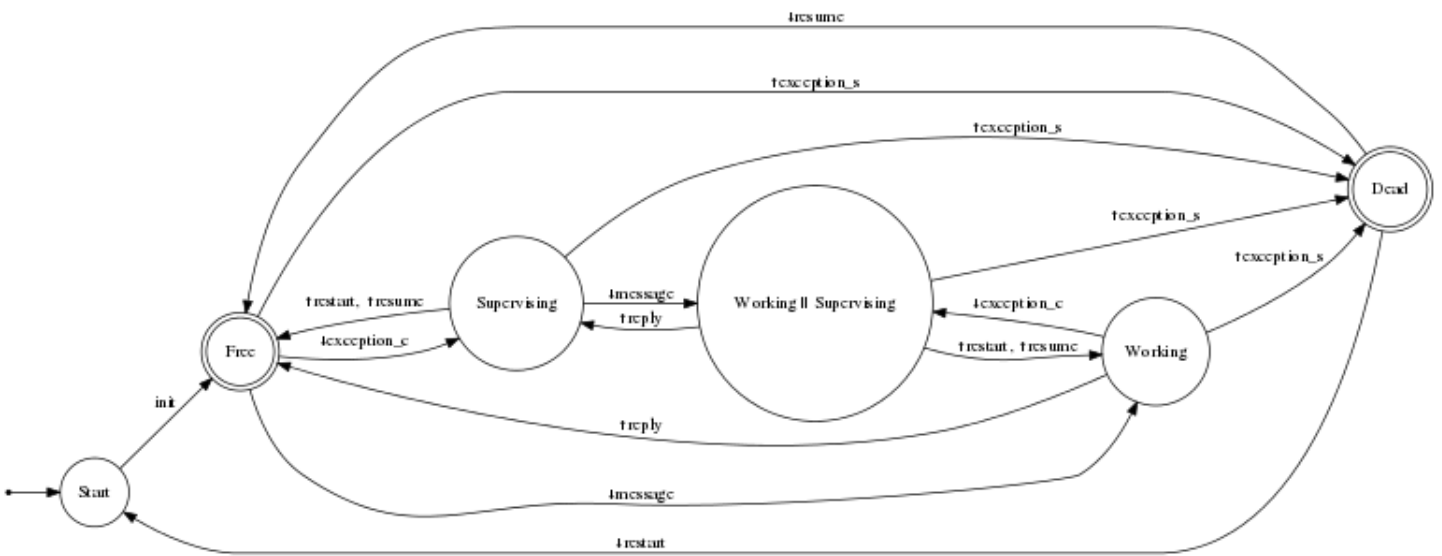 ↓resume
↑exception_s
↑exception_s
Dead
↑exception_s
↑exception_s
↑restart, ↑resume
Supervising
↓message
Working || Supervising
↓exception_c
↑reply
Free
↓exception_c
↑restart, ↑resume
Working
init
↑reply
Start
↓message
↓restart